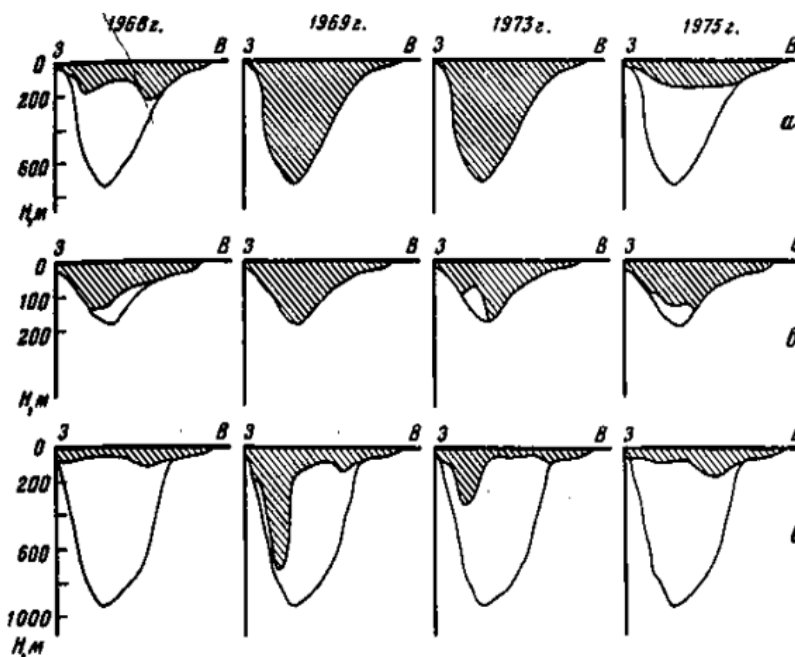 1968 г. 1969 г. 1973 г. 1975 г.
З В З В З В З В
0
200
600
Н, м
а
З В З В З В З
0
100
200
Н, м
б
З В З В З В З В
0
200
600
1000
Н, м